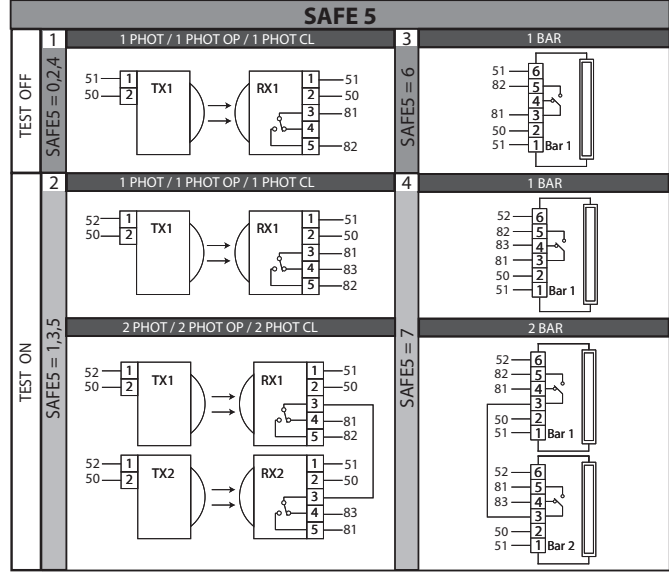 SAFE 5
TEST OFF
1
SAFE5 = 0,2,4
1 PHOT / 1 PHOT OP / 1 PHOT CL
51 1 TX1 RX1 1 51
50 2 2 50
3 81
4
5 82
3
SAFE5 = 6
1 BAR
51 6
82 5
4
81 3
50 2
51 1 Bar 1
TEST ON
2
SAFE5 = 1,3,5
1 PHOT / 1 PHOT OP / 1 PHOT CL
52 1 TX1 RX1 1 51
50 2 2 50
3 81
4 83
5 82
2 PHOT / 2 PHOT OP / 2 PHOT CL
52 1 TX1 RX1 1 51
50 2 2 50
3
4 81
5 82
52 1 TX2 RX2 1 51
50 2 2 50
3
4 83
5 81
4
SAFE5 = 7
1 BAR
52 6
82 5
83 4
81 3
50 2
51 1 Bar 1
2 BAR
52 6
82 5
81 4
3
50 2
51 1 Bar 1
52 6
81 5
83 4
3
50 2
51 1 Bar 2